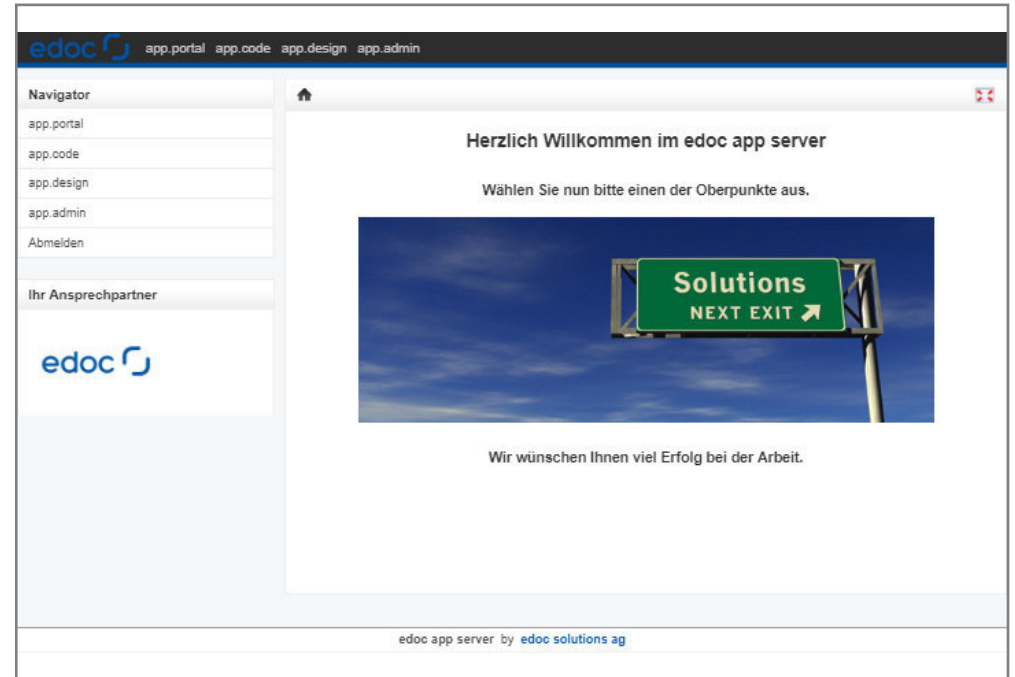 edoc app.portal app.code app.design app.admin
Navigator
app.portal
app.code
app.design
app.admin
Abmelden
Ihr Ansprechpartner
edoc
Herzlich Willkommen im edoc app server
Wählen Sie nun bitte einen der Oberpunkte aus.
Solutions
NEXT EXIT
Wir wünschen Ihnen viel Erfolg bei der Arbeit.
edoc app server by edoc solutions ag